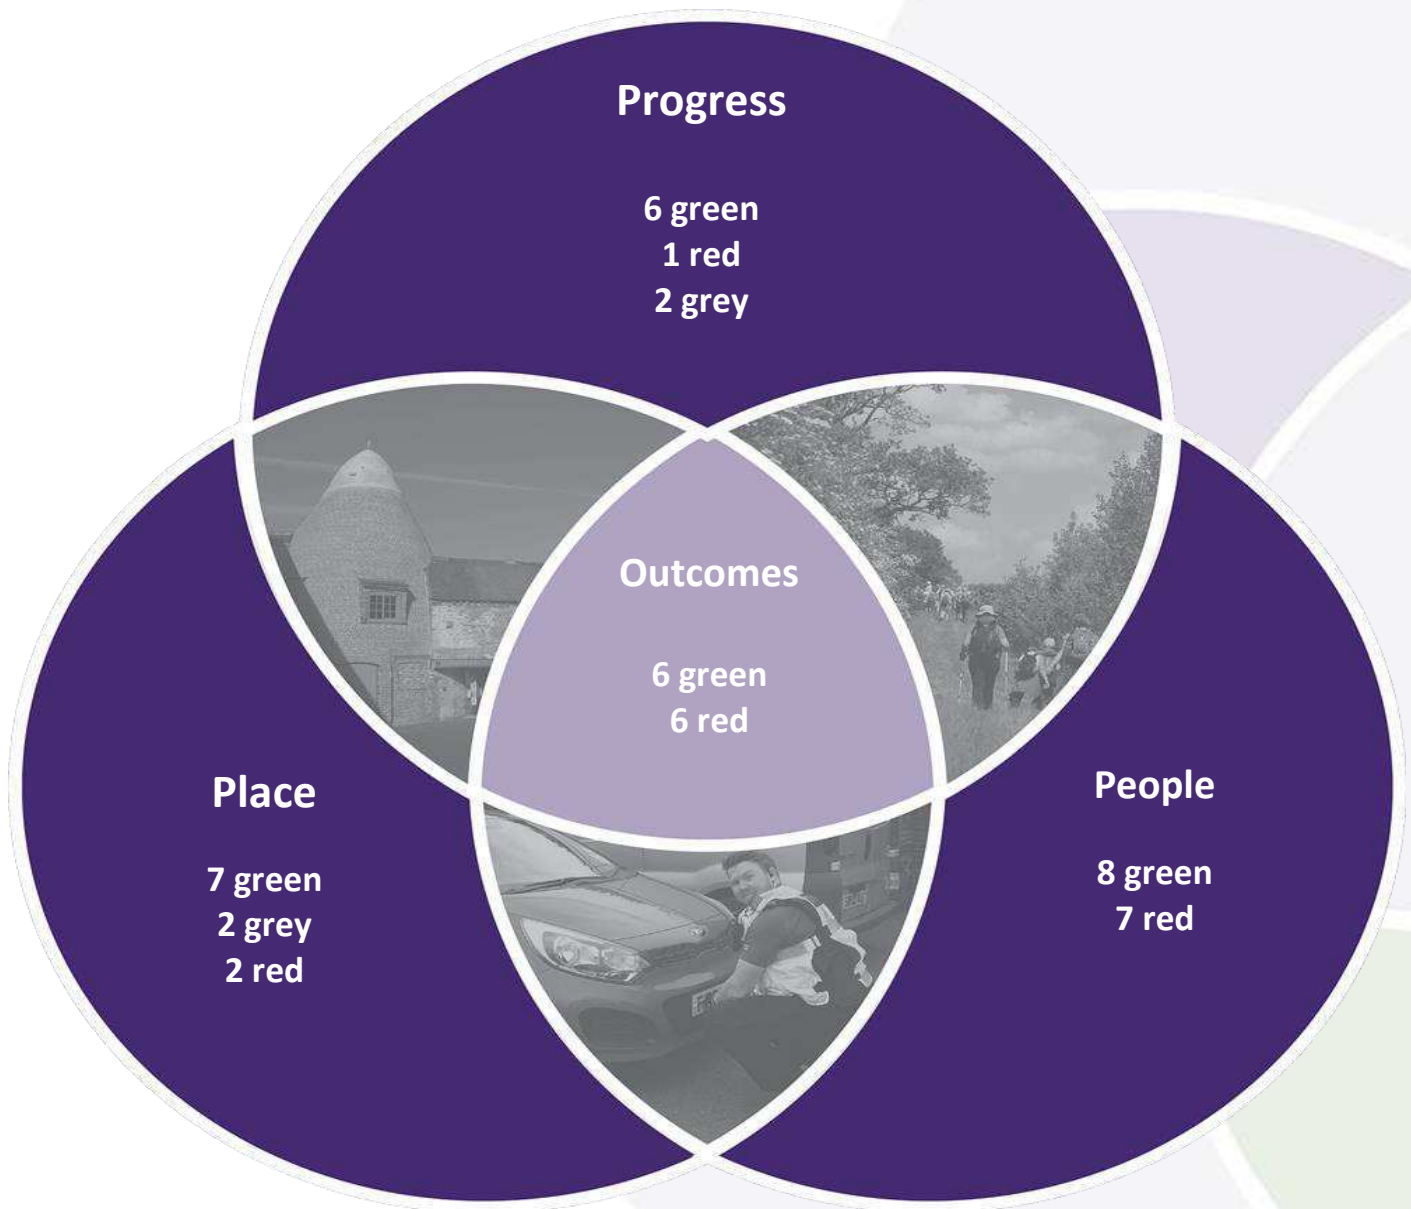 Progress
6 green
1 red
2 grey
Outcomes
6 green
6 red
Place
7 green
2 grey
2 red
People
8 green
7 red